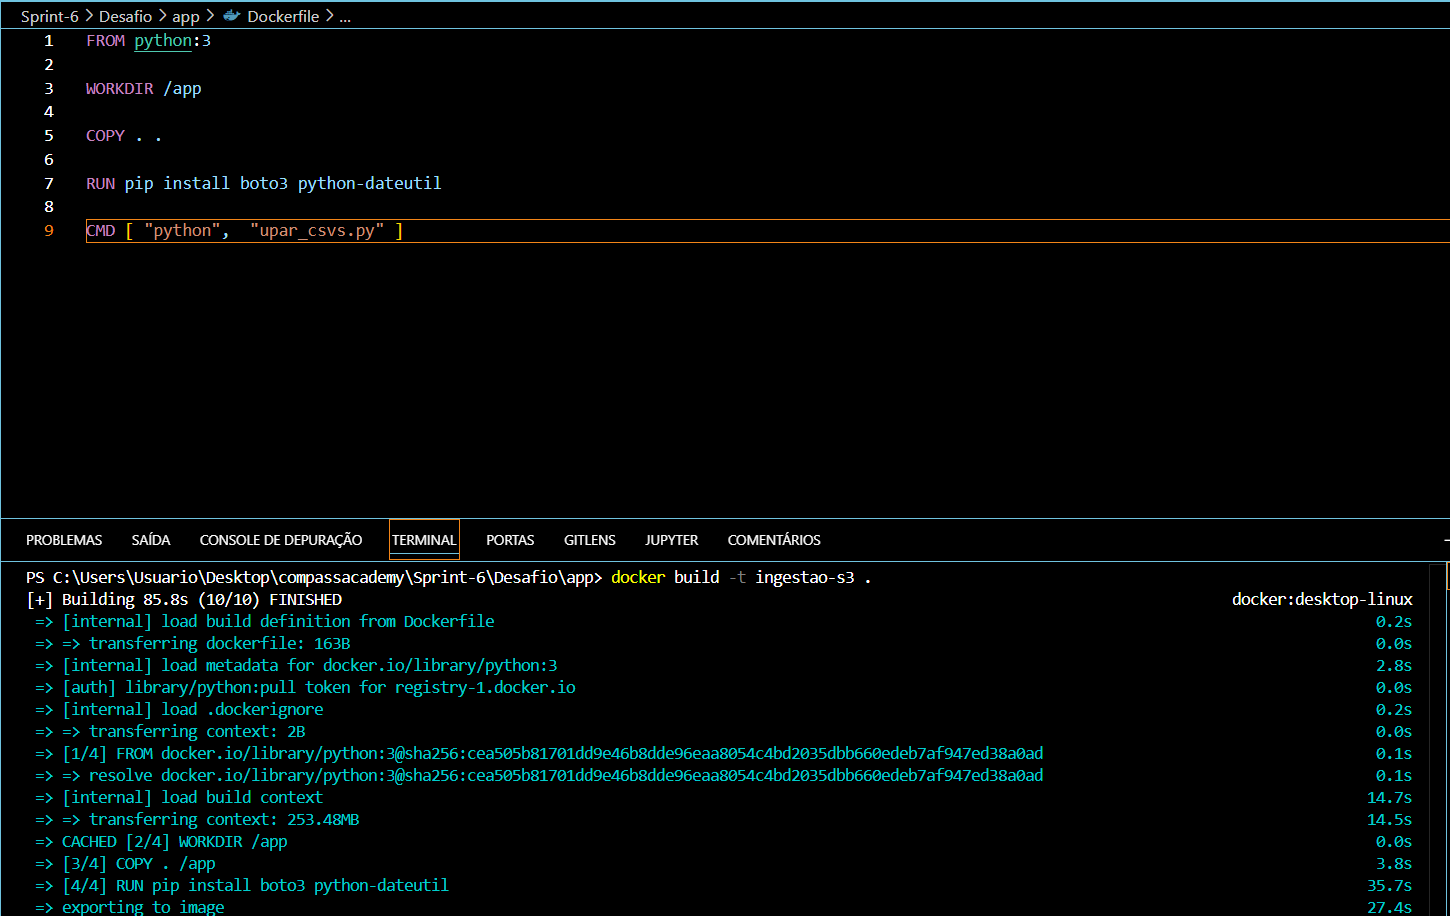 Sprint-6 > Desafio > app > Dockerfile > ...
1 FROM python:3
2
3 WORKDIR /app
4
5 COPY . .
6
7 RUN pip install boto3 python-dateutil
8
9 CMD [ "python",  "upar_csvs.py" ]
PROBLEMAS SAÍDA CONSOLE DE DEPURAÇÃO TERMINAL PORTAS GITLENS JUPYTER COMENTÁRIOS
PS C:\Users\Usuario\Desktop\compassacademy\Sprint-6\Desafio\app> docker build -t ingestao-s3 .
[+] Building 85.8s (10/10) FINISHED docker:desktop-linux
=> [internal] load build definition from Dockerfile 0.2s
=> => transferring dockerfile: 163B 0.0s
=> [internal] load metadata for docker.io/library/python:3 2.8s
=> [auth] library/python:pull token for registry-1.docker.io 0.0s
=> [internal] load .dockerignore 0.2s
=> => transferring context: 2B 0.0s
=> [1/4] FROM docker.io/library/python:3@sha256:cea505b81701dd9e46b8dde96eaa8054c4bd2035dbb660edeb7af947ed38a0ad 0.1s
=> => resolve docker.io/library/python:3@sha256:cea505b81701dd9e46b8dde96eaa8054c4bd2035dbb660edeb7af947ed38a0ad 0.1s
=> [internal] load build context 14.7s
=> => transferring context: 253.48MB 14.5s
=> CACHED [2/4] WORKDIR /app 0.0s
=> [3/4] COPY . /app 3.8s
=> [4/4] RUN pip install boto3 python-dateutil 35.7s
=> exporting to image 27.4s